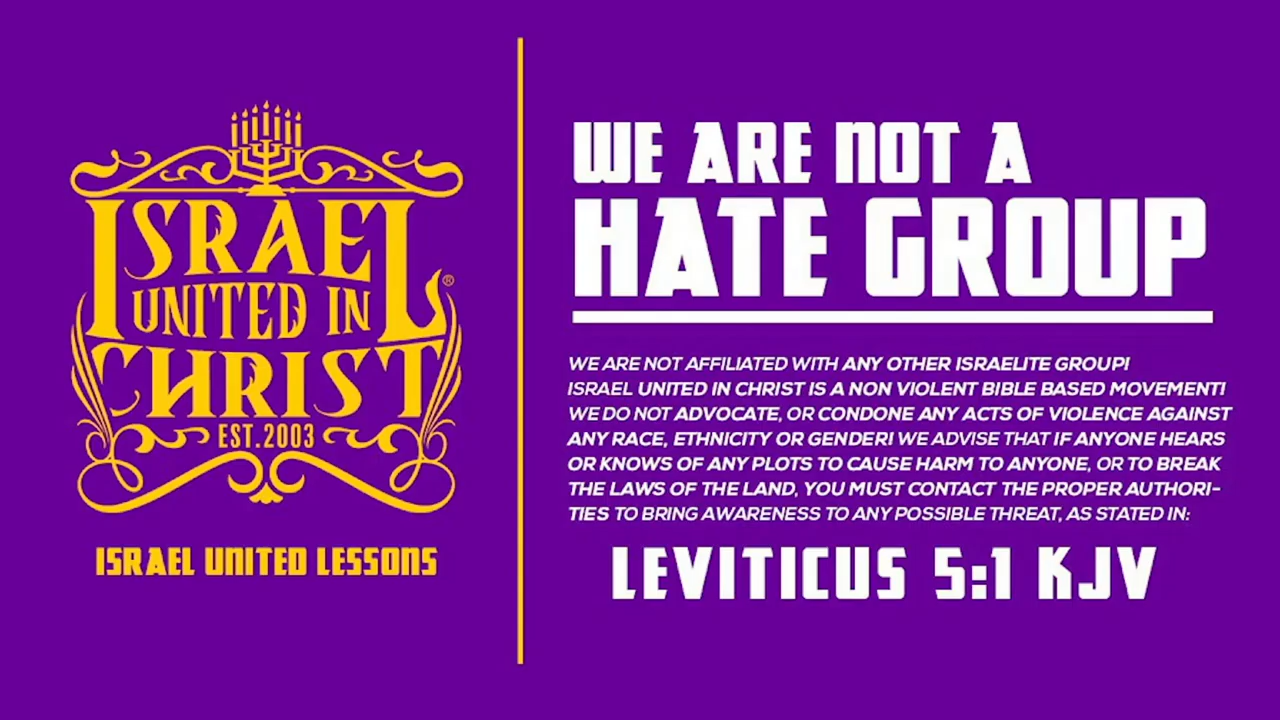 ISRAEL
UNITED IN
CHRIST
®
EST.2003
ISRAEL UNITED LESSONS
WE ARE NOT A
HATE GROUP
WE ARE NOT AFFILIATED WITH ANY OTHER ISRAELITE GROUP!
ISRAEL UNITED IN CHRIST IS A NON VIOLENT BIBLE BASED MOVEMENT!
WE DO NOT ADVOCATE, OR CONDONE ANY ACTS OF VIOLENCE AGAINST
ANY RACE, ETHNICITY OR GENDER! WE ADVISE THAT IF ANYONE HEARS
OR KNOWS OF ANY PLOTS TO CAUSE HARM TO ANYONE, OR TO BREAK
THE LAWS OF THE LAND, YOU MUST CONTACT THE PROPER AUTHORI-
TIES TO BRING AWARENESS TO ANY POSSIBLE THREAT, AS STATED IN:
LEVITICUS 5:1 KJV